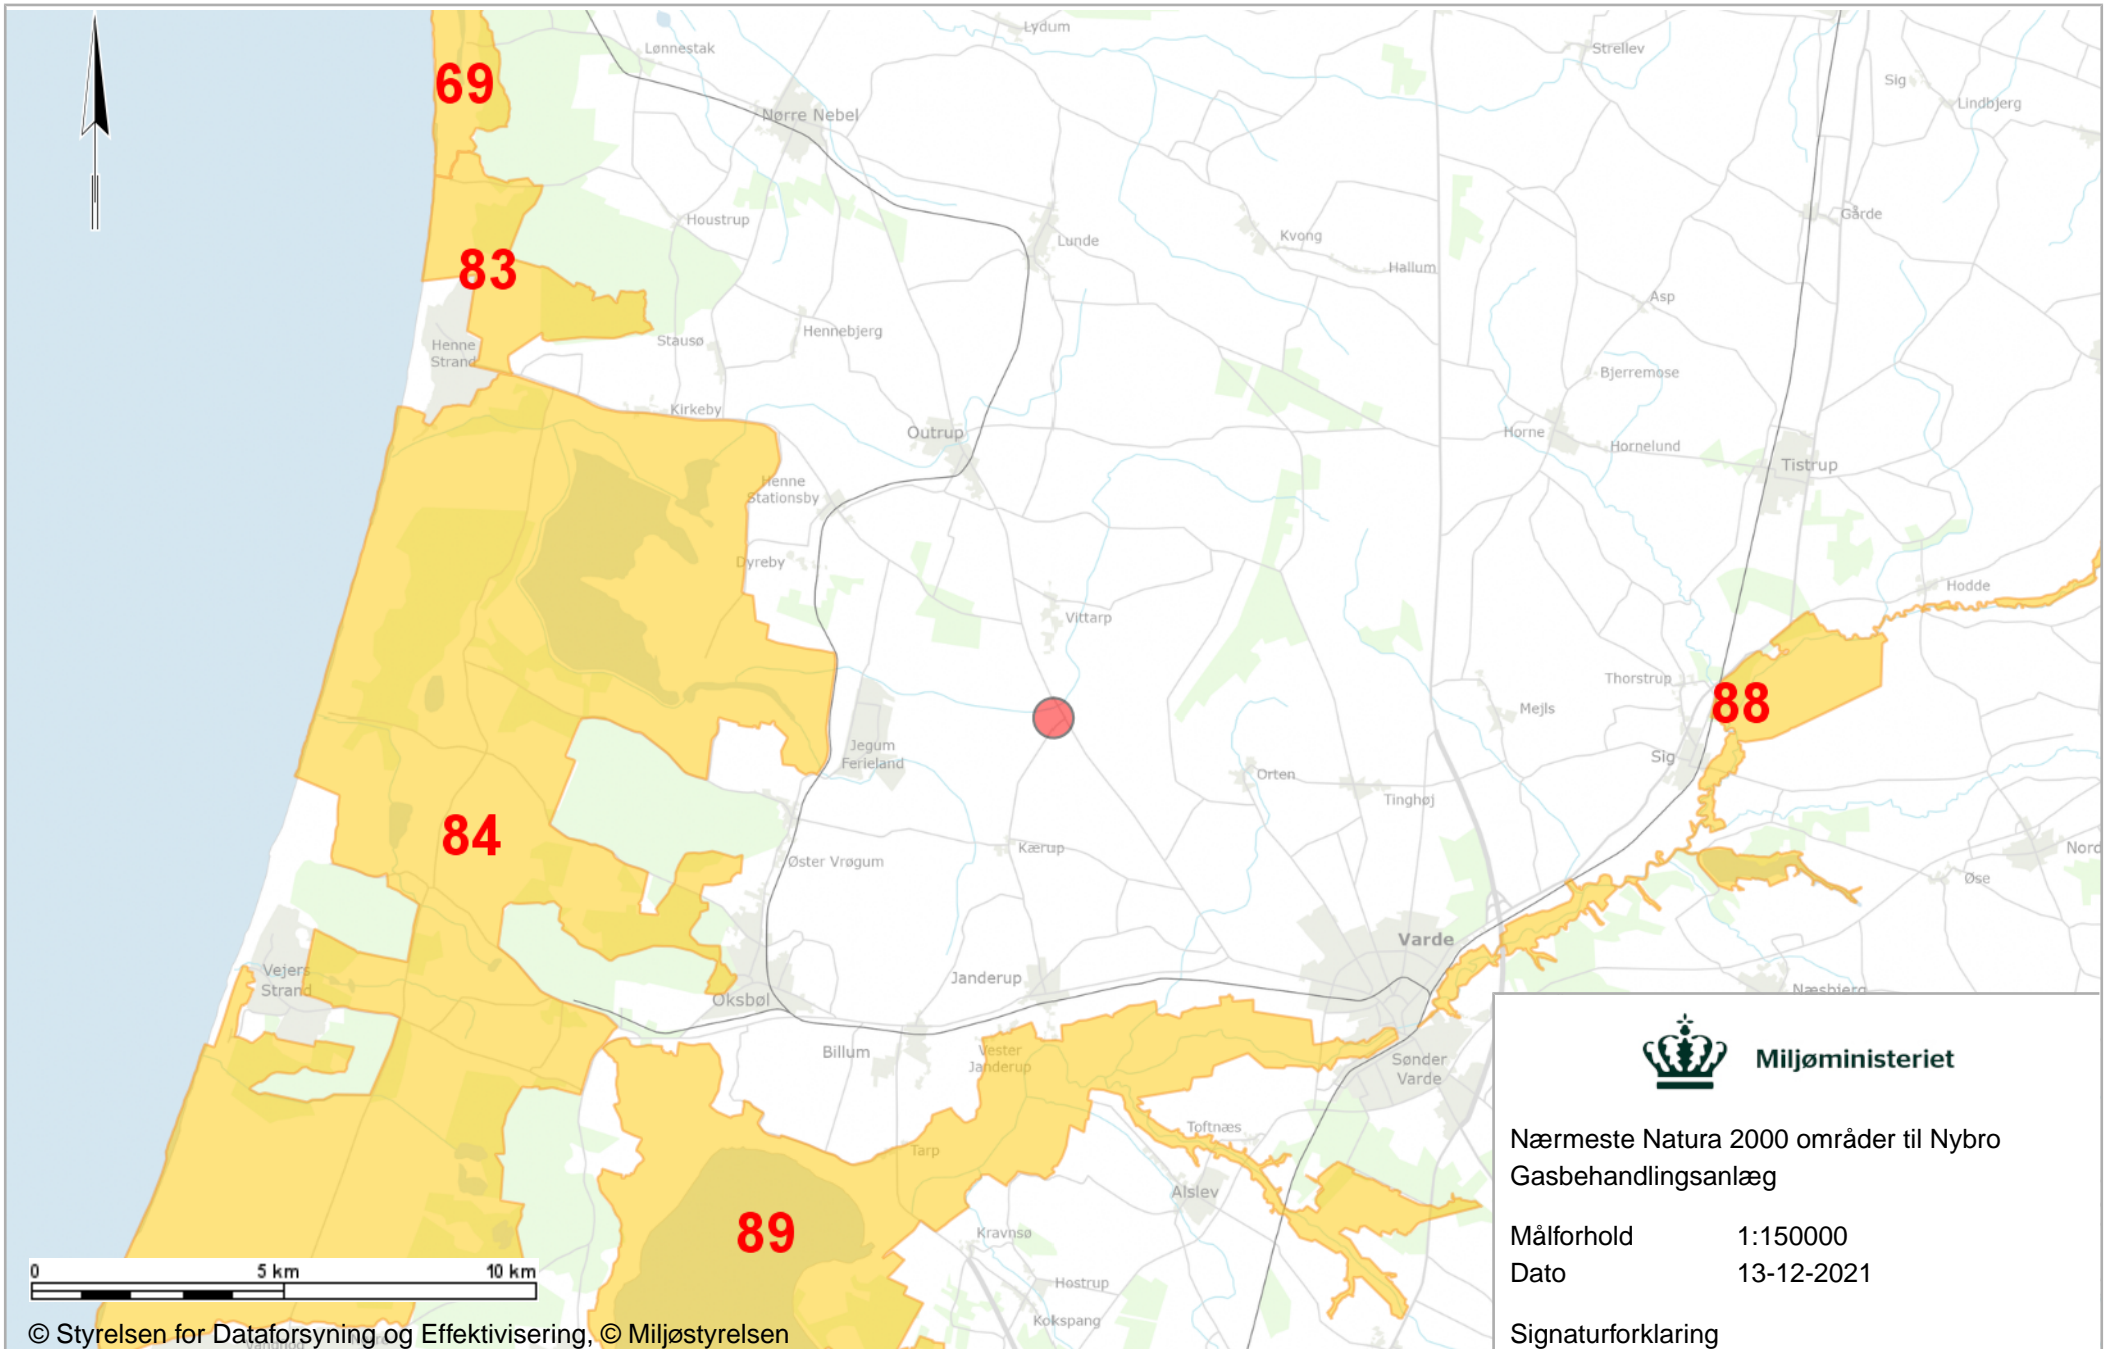 69
Lønnestak
Lydum
Strellev
Sig
Lindbjerg
Nørre Nebel
Houstrup
Lunde
Kvong
Hallum
Gårde
83
Asp
Henne
Strand
Stausø
Hennebjerg
Bjerremose
Kirkeby
Outrup
Horne
Hornelund
Tistrup
Henne
Stationsby
Dyreby
Vittarp
Hodde
Thorstrup
88
Mejls
Jegum
Ferieland
Sig
Orten
Tinghøj
84
Kærup
Øster Vrøgum
Nord
Øse
Varde
Vejers
Strand
Janderup
Oksbøl
Næsbjerg
Billum
Vester
Janderup
Sønder
Varde
Toftnæs
Tarp
Alslev
89
Kravnsø
Hostrup
Kokspang
0 5 km 10 km
© Styrelsen for Dataforsyning og Effektivisering, © Miljøstyrelsen
Miljøministeriet
Nærmeste Natura 2000 områder til Nybro
Gasbehandlingsanlæg
Målforhold 1:150000
Dato 13-12-2021
Signaturforklaring